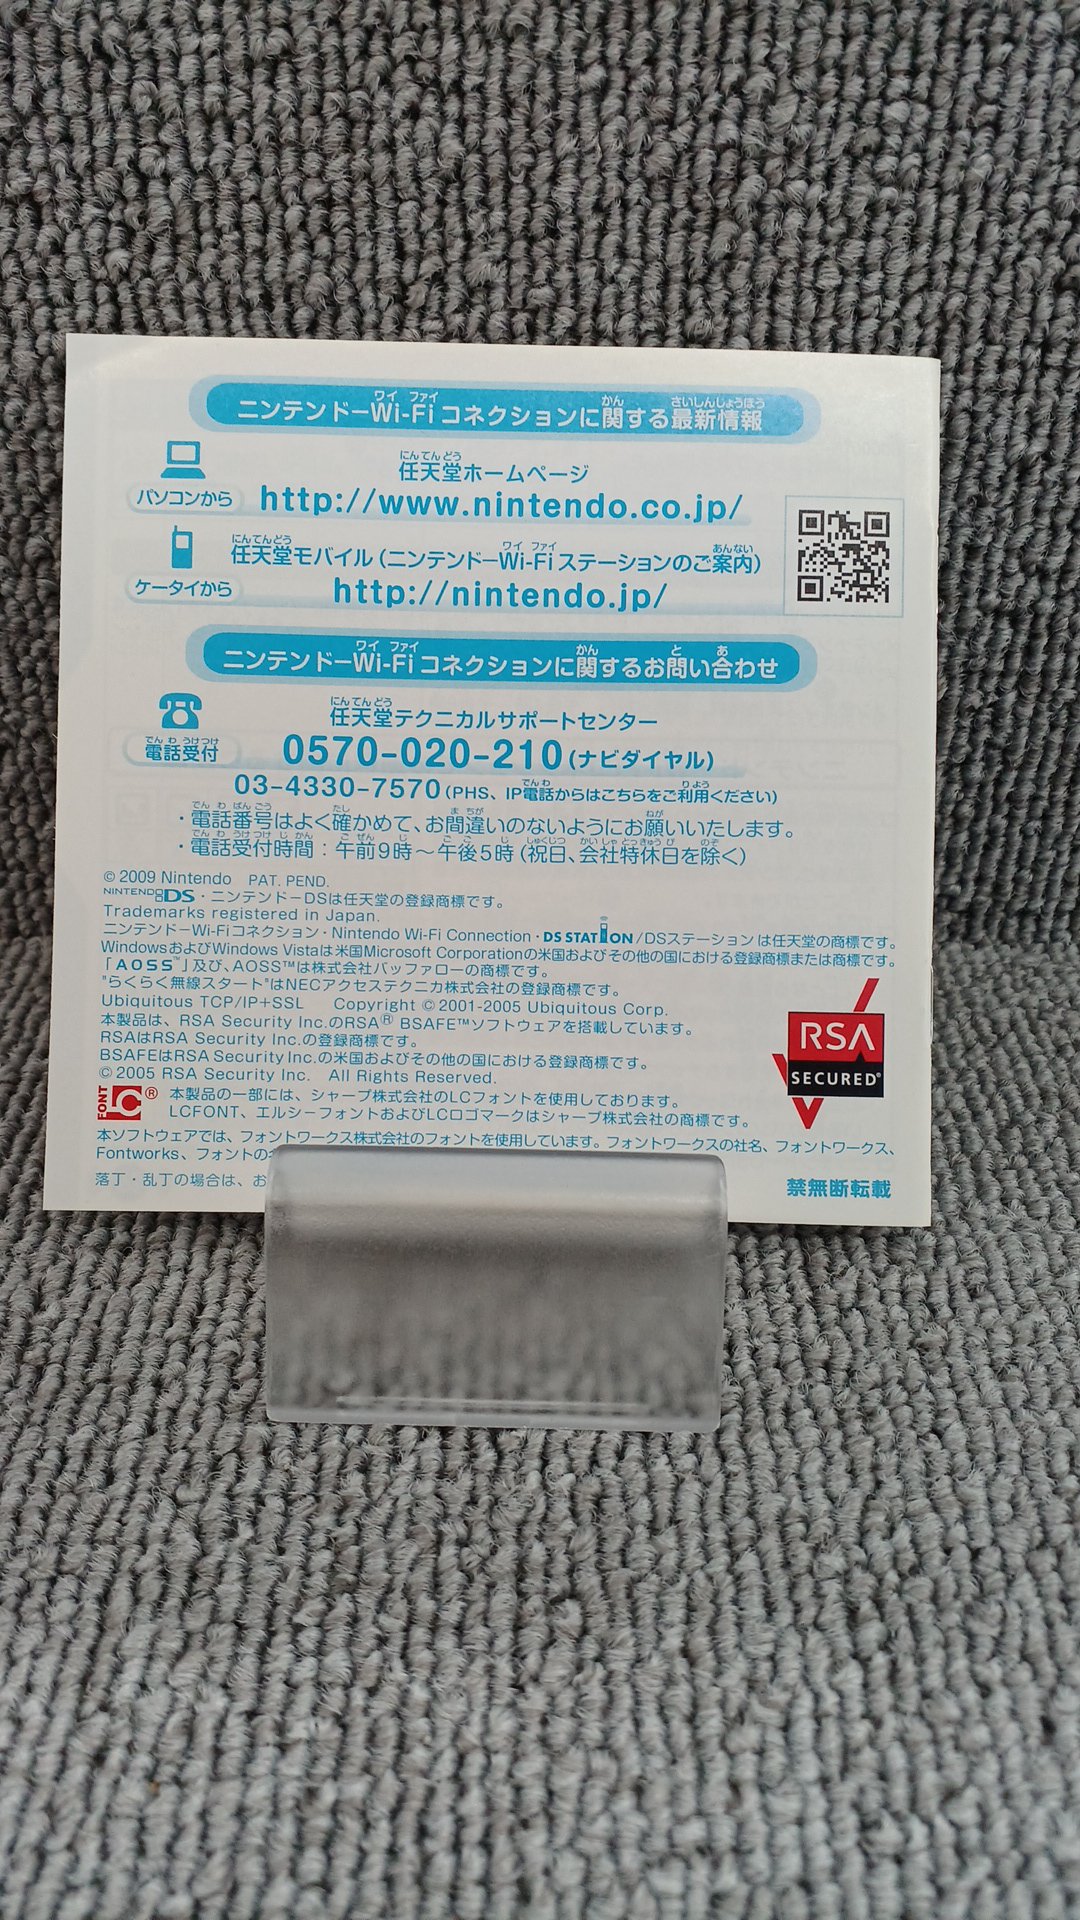 ニンテンドーWi-Fiコネクションに関する最新情報
任天堂ホームページ
パソコンから http://www.nintendo.co.jp/
任天堂モバイル(ニンテンドーWi-Fiステーションのご案内)
ケータイから http://nintendo.jp/
ニンテンドーWi-Fiコネクションに関するお問い合わせ
任天堂テクニカルサポートセンター
電話受付 0570-020-210(ナビダイヤル)
03-4330-7570(PHS、IP電話からはこちらをご利用ください)
・電話番号はよく確かめて、お間違いのないようにお願いいたします。
・電話受付時間:午前9時〜午後5時(祝日、会社特休日を除く)
© 2009 Nintendo PAT. PEND.
NINTENDO DS・ニンテンドーDSは任天堂の登録商標です。
Trademarks registered in Japan.
ニンテンドーWi-Fiコネクション・Nintendo Wi-Fi Connection・DS STATION/DSステーションは任天堂の商標です。
WindowsおよびWindows Vistaは米国Microsoft Corporationの米国およびその他の国における登録商標または商標です。
「AOSS™」及び、AOSS™は株式会社バッファローの商標です。
"らくらく無線スタート"はNECアクセステクニカ株式会社の登録商標です。
Ubiquitous TCP/IP+SSL Copyright © 2001-2005 Ubiquitous Corp.
本製品は、RSA Security Inc.のRSA® BSAFE™ソフトウェアを搭載しています。
RSAはRSA Security Inc.の登録商標です。
BSAFEはRSA Security Inc.の米国およびその他の国における登録商標です。
© 2005 RSA Security Inc. All Rights Reserved.
RSA
SECURED®
FONT LC® 本製品の一部には、シャープ株式会社のLCフォントを使用しております。
LCFONT、エルシーフォントおよびLCロゴマークはシャープ株式会社の商標です。
本ソフトウェアでは、フォントワークス株式会社のフォントを使用しています。フォントワークスの社名、フォントワークス、
Fontworks、フォントの
落丁・乱丁の場合は、お
禁無断転載